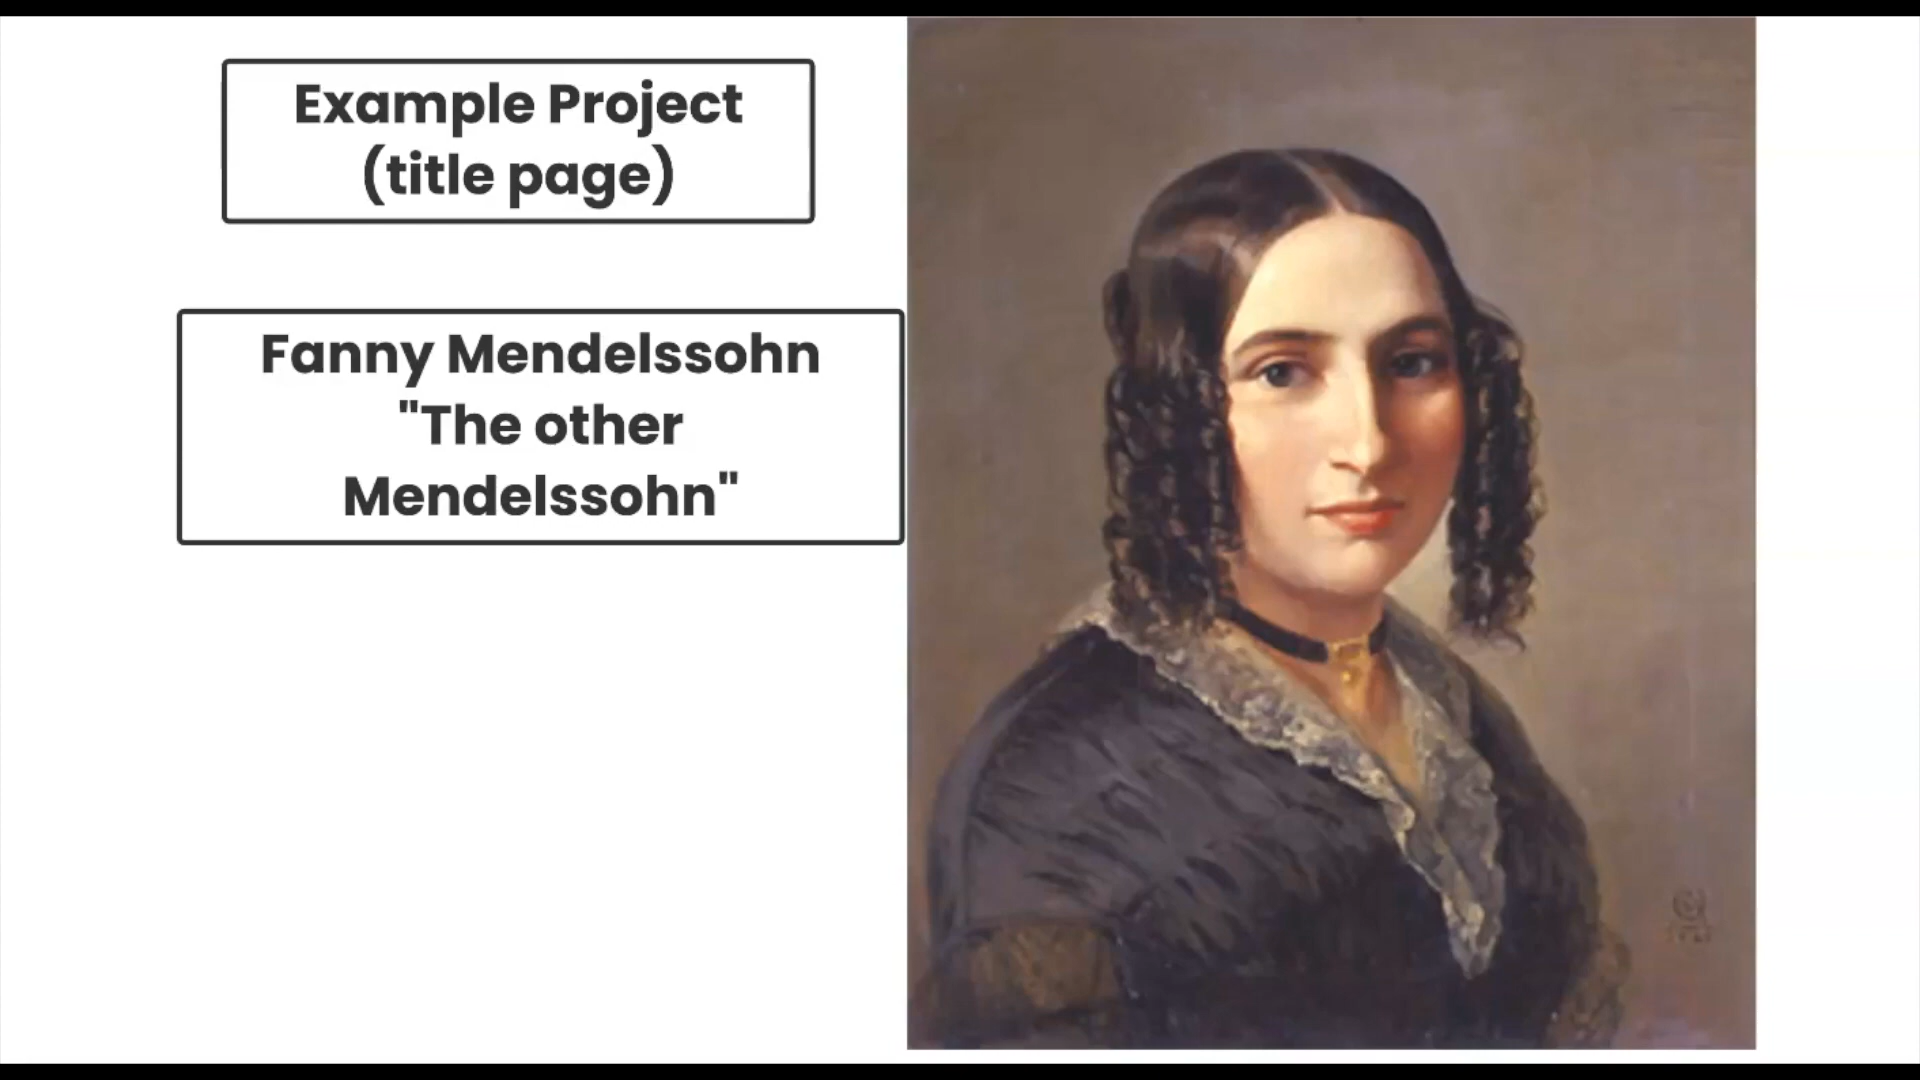 Example Project
(title page)
Fanny Mendelssohn
"The other
Mendelssohn"